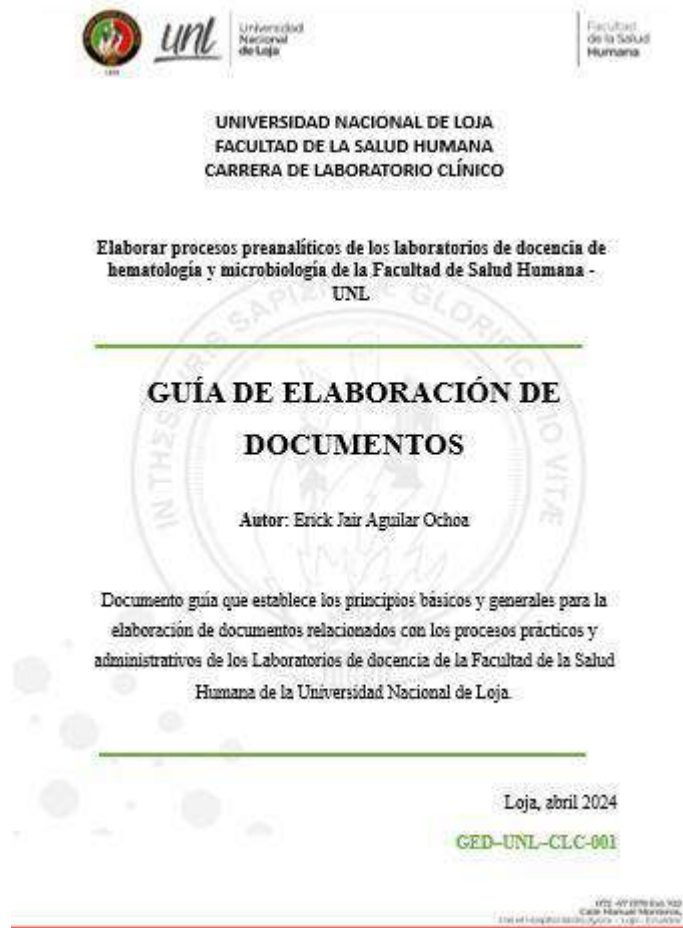 unl
Universidad
Nacional
de Loja
Facultad
de la Salud
Humana
UNIVERSIDAD NACIONAL DE LOJA
FACULTAD DE LA SALUD HUMANA
CARRERA DE LABORATORIO CLÍNICO
Elaborar procesos preanalíticos de los laboratorios de docencia de
hematología y microbiología de la Facultad de Salud Humana -
UNL
GUÍA DE ELABORACIÓN DE
DOCUMENTOS
Autor: Erick Jair Aguilar Ochoa
Documento guía que establece los principios básicos y generales para la
elaboración de documentos relacionados con los procesos prácticos y
administrativos de los Laboratorios de docencia de la Facultad de la Salud
Humana de la Universidad Nacional de Loja.
Loja, abril 2024
GED–UNL–CLC-001
Calle Manuel Monteros,